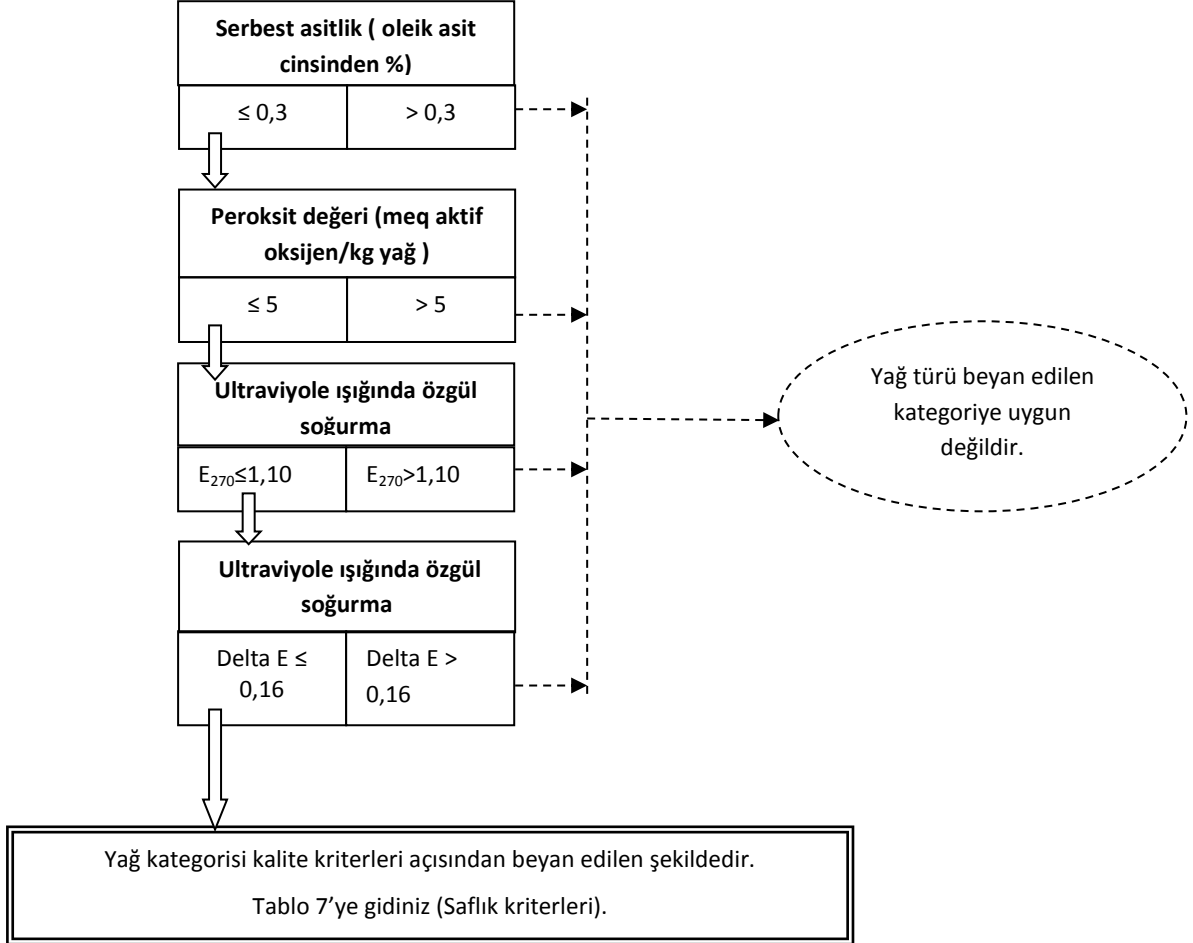 Serbest asitlik ( oleik asit
cinsinden %)
≤ 0,3
> 0,3
Peroksit değeri (meq aktif
oksijen/kg yağ )
≤ 5
> 5
Ultraviyole ışığında özgül
soğurma
E₂₇₀≤1,10
E₂₇₀>1,10
Ultraviyole ışığında özgül
soğurma
Delta E ≤
0,16
Delta E >
0,16
Yağ türü beyan edilen
kategoriye uygun
değildir.
Yağ kategorisi kalite kriterleri açısından beyan edilen şekildedir.
Tablo 7’ye gidiniz (Saflık kriterleri).